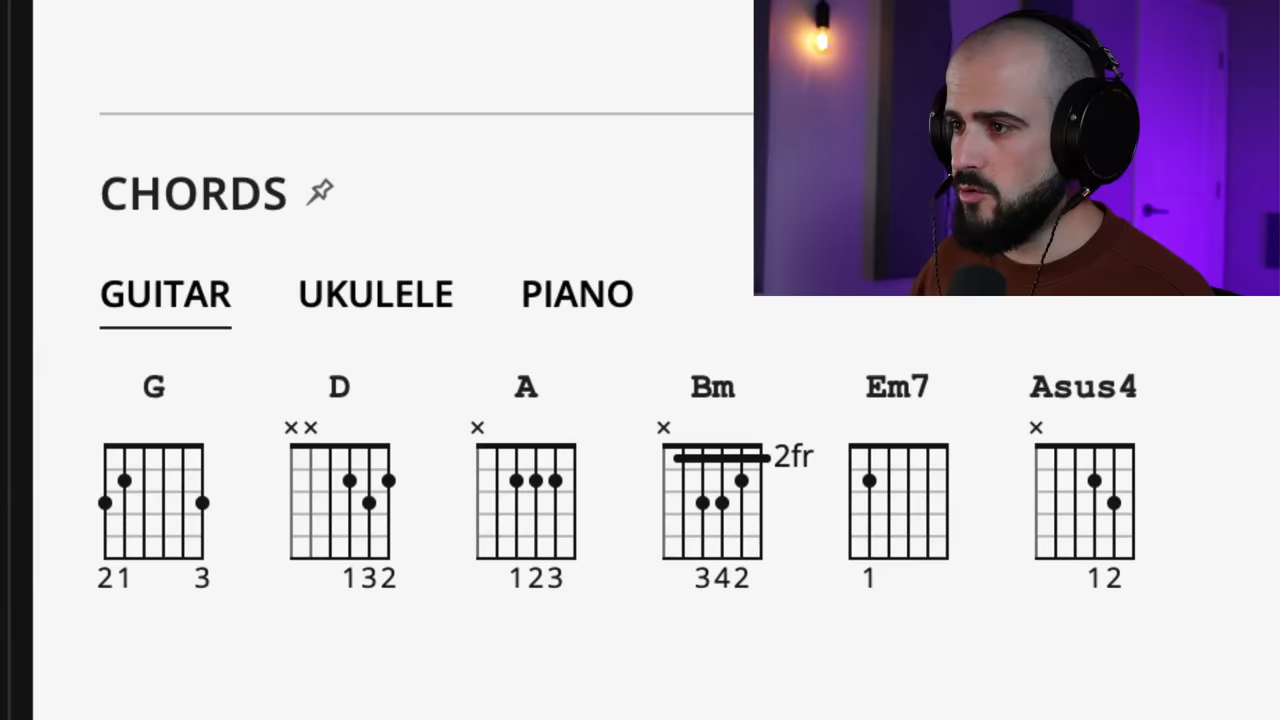 CHORDS
GUITAR UKULELE PIANO
G D A Bm Em7 Asus4
×× × × ×
2fr
21 3 132 123 342 1 12